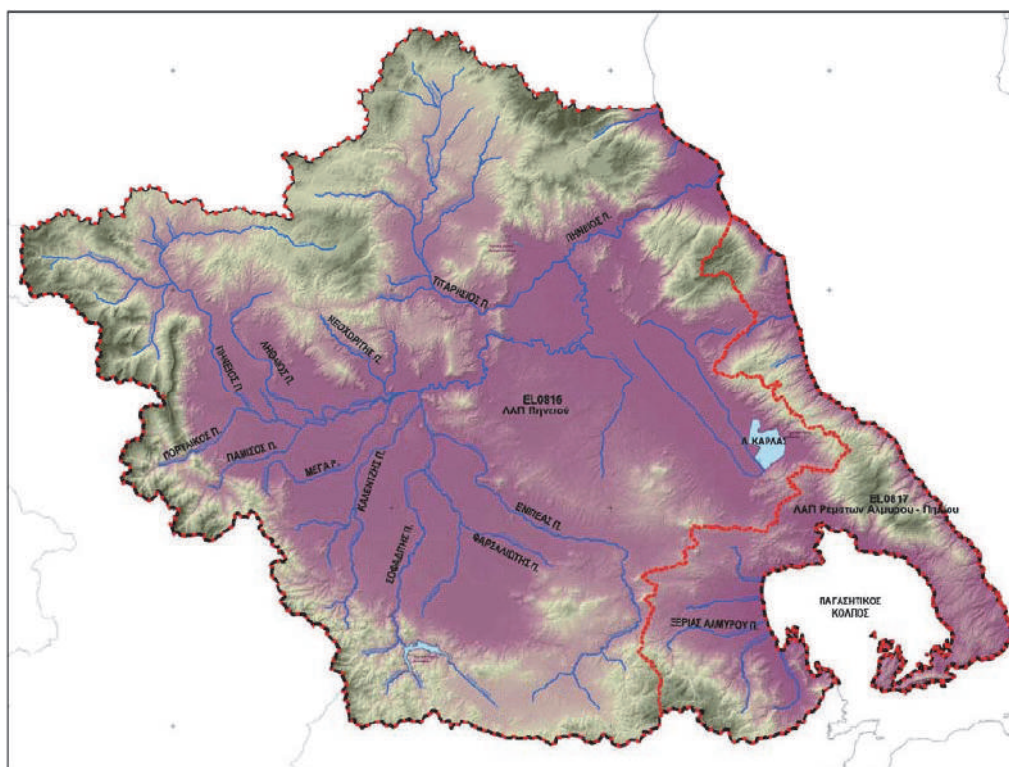 ΠΗΝΕΙΟΣ Π.
ΤΙΤΑΡΗΣΙΟΣ Π.
ΝΕΟΧΩΡΙΤΗΣ Π.
ΛΗΘΑΙΟΣ Π.
ΠΗΝΕΙΟΣ Π.
EL0816
ΛΑΠ Πηνειού
ΠΟΡΤΑΙΚΟΣ Π.
ΠΑΜΙΣΟΣ Π.
ΜΕΓΑ Ρ.
ΚΑΛΕΝΤΖΗΣ Π.
Λ. ΚΑΡΛΑΣ
EL0817
ΛΑΠ Ρεμάτων Αλμυρού - Πηλίου
ΕΝΙΠΕΑΣ Π.
ΦΑΡΣΑΛΙΩΤΗΣ Π.
ΣΟΦΑΔΙΤΗΣ Π.
ΞΕΡΙΑΣ ΑΛΜΥΡΟΥ Π.
ΠΑΓΑΣΗΤΙΚΟΣ
ΚΟΛΠΟΣ